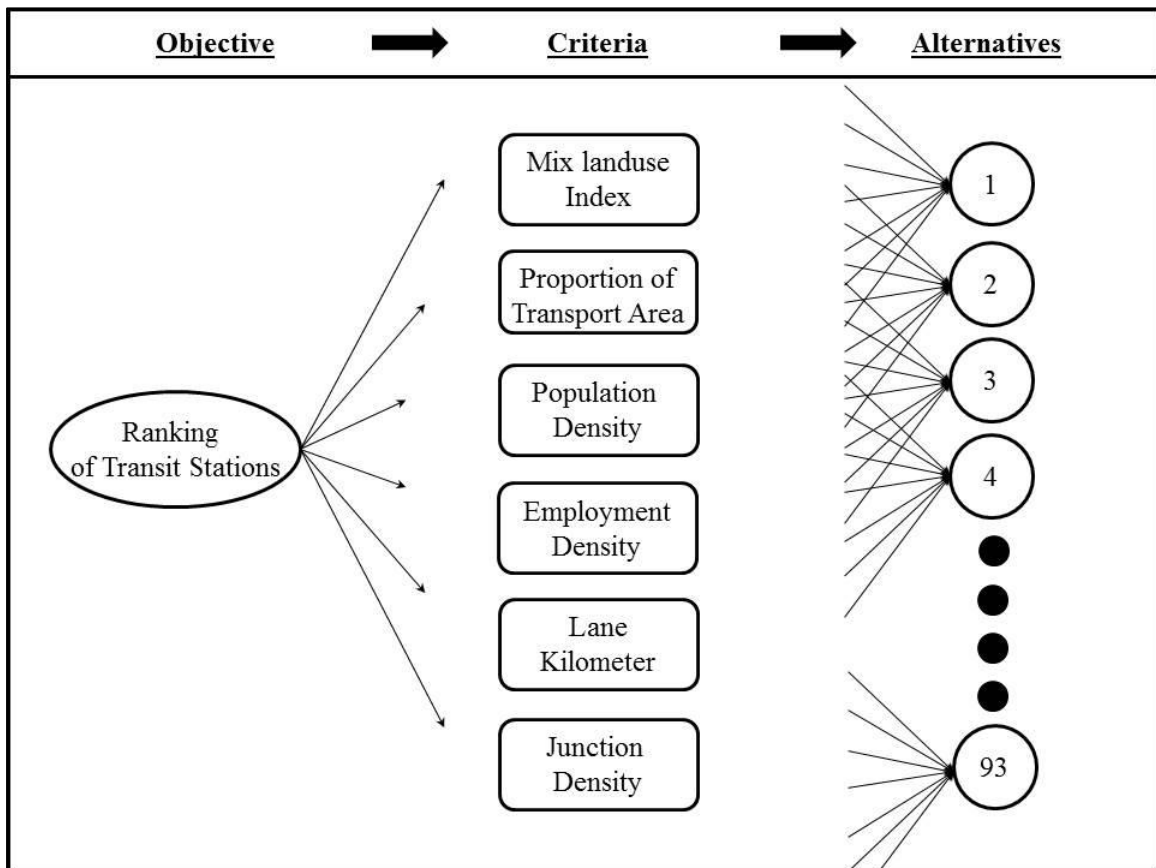 Objective
Criteria
Alternatives
Ranking
of Transit Stations
Mix landuse
Index
Proportion of
Transport Area
Population
Density
Employment
Density
Lane
Kilometer
Junction
Density
1
2
3
4
93